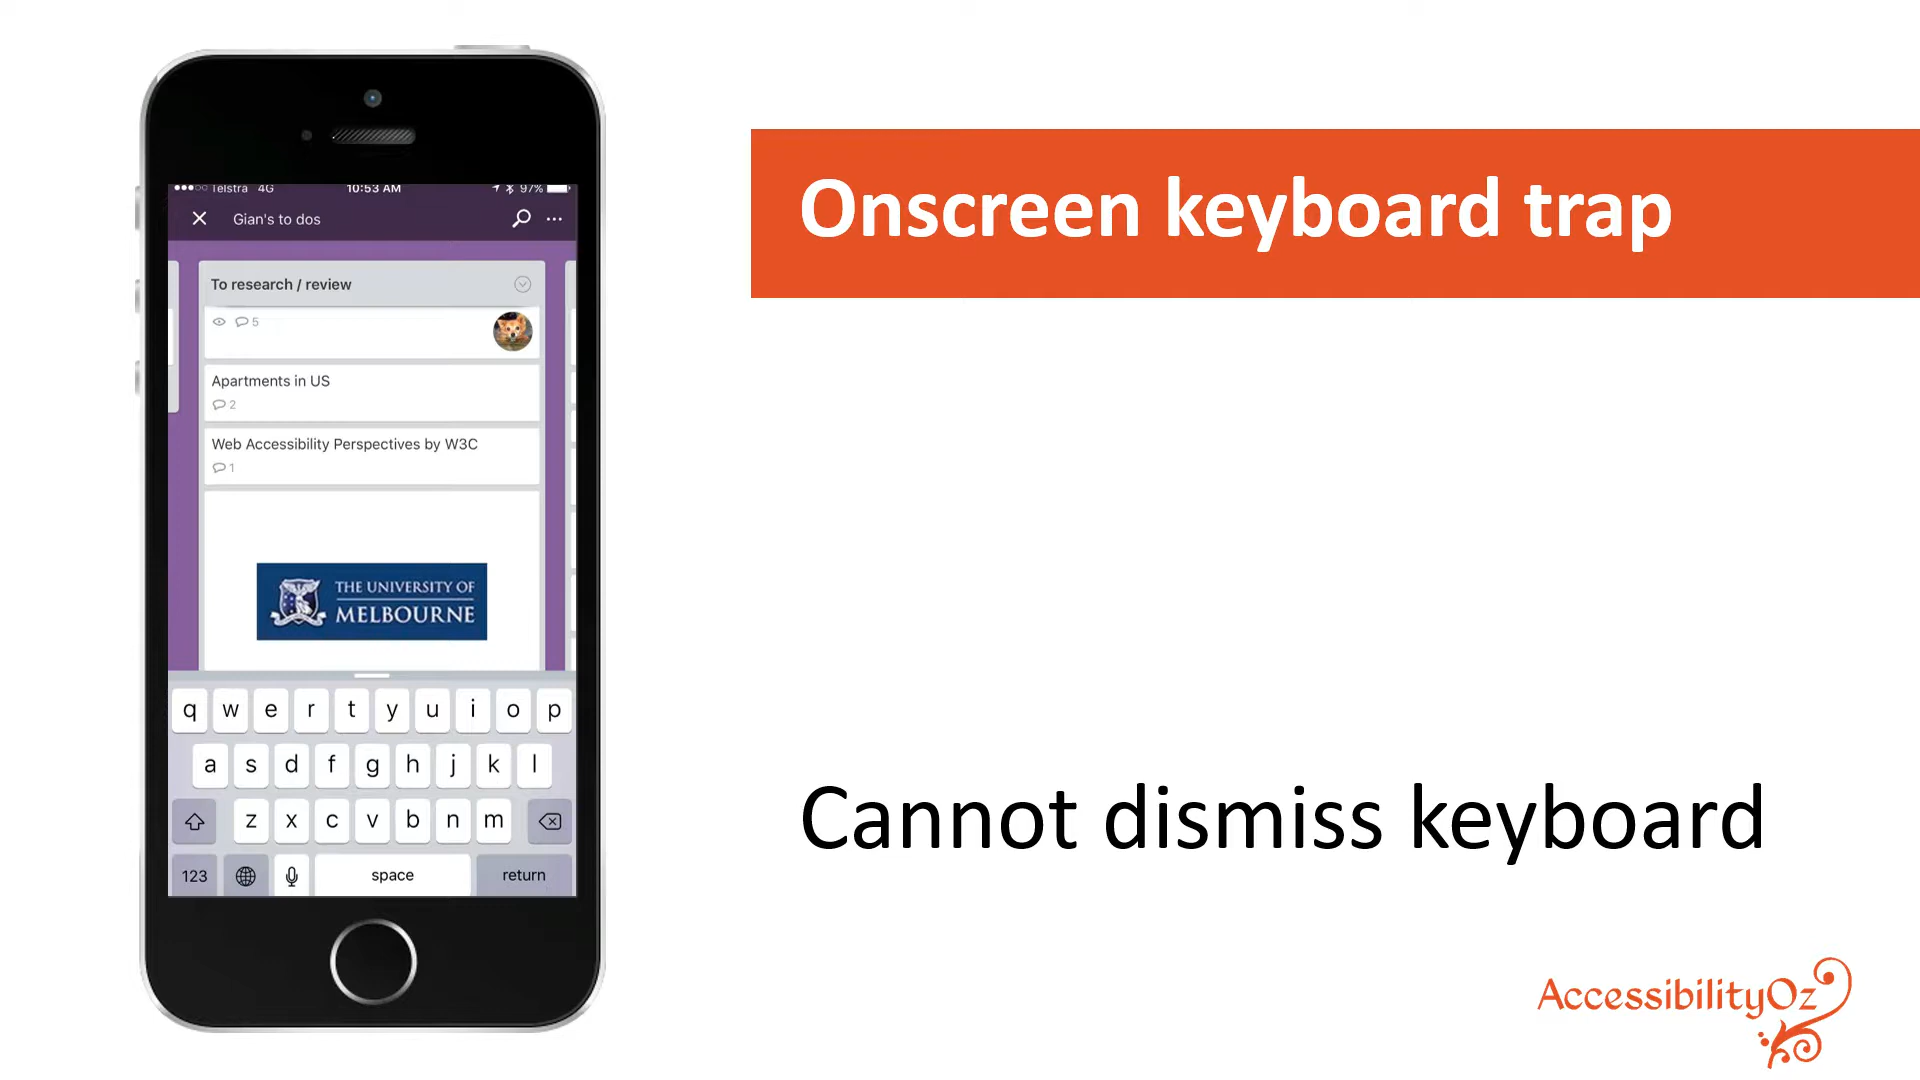 Telstra 4G 10:53 AM 97%
Gian's to dos
To research / review
5
Apartments in US
2
Web Accessibility Perspectives by W3C
1
THE UNIVERSITY OF
MELBOURNE
q w e r t y u i o p
a s d f g h j k l
z x c v b n m
123 space return
Onscreen keyboard trap
Cannot dismiss keyboard
AccessibilityOz